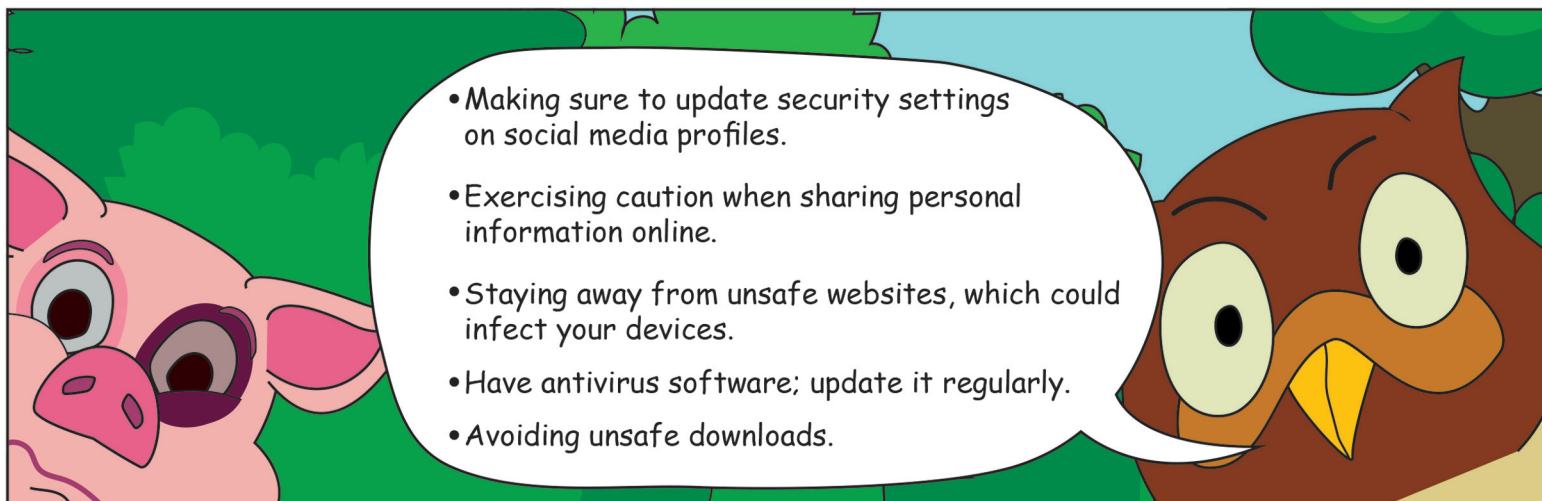 •Making sure to update security settings
on social media profiles.
•Exercising caution when sharing personal
information online.
•Staying away from unsafe websites, which could
infect your devices.
•Have antivirus software; update it regularly.
•Avoiding unsafe downloads.